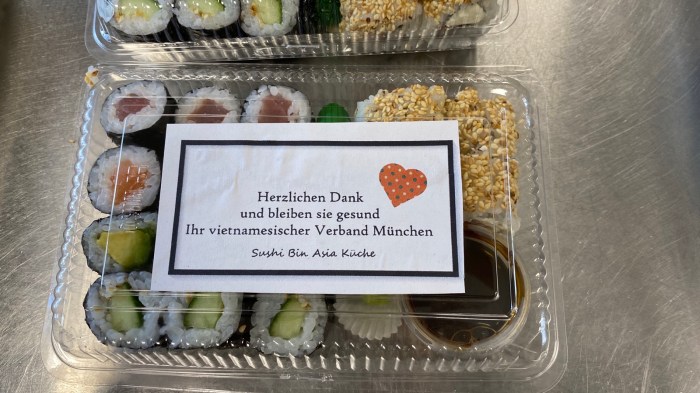 Herzlichen Dank
und bleiben sie gesund
Ihr vietnamesischer Verband München
Sushi Bin Asia Küche